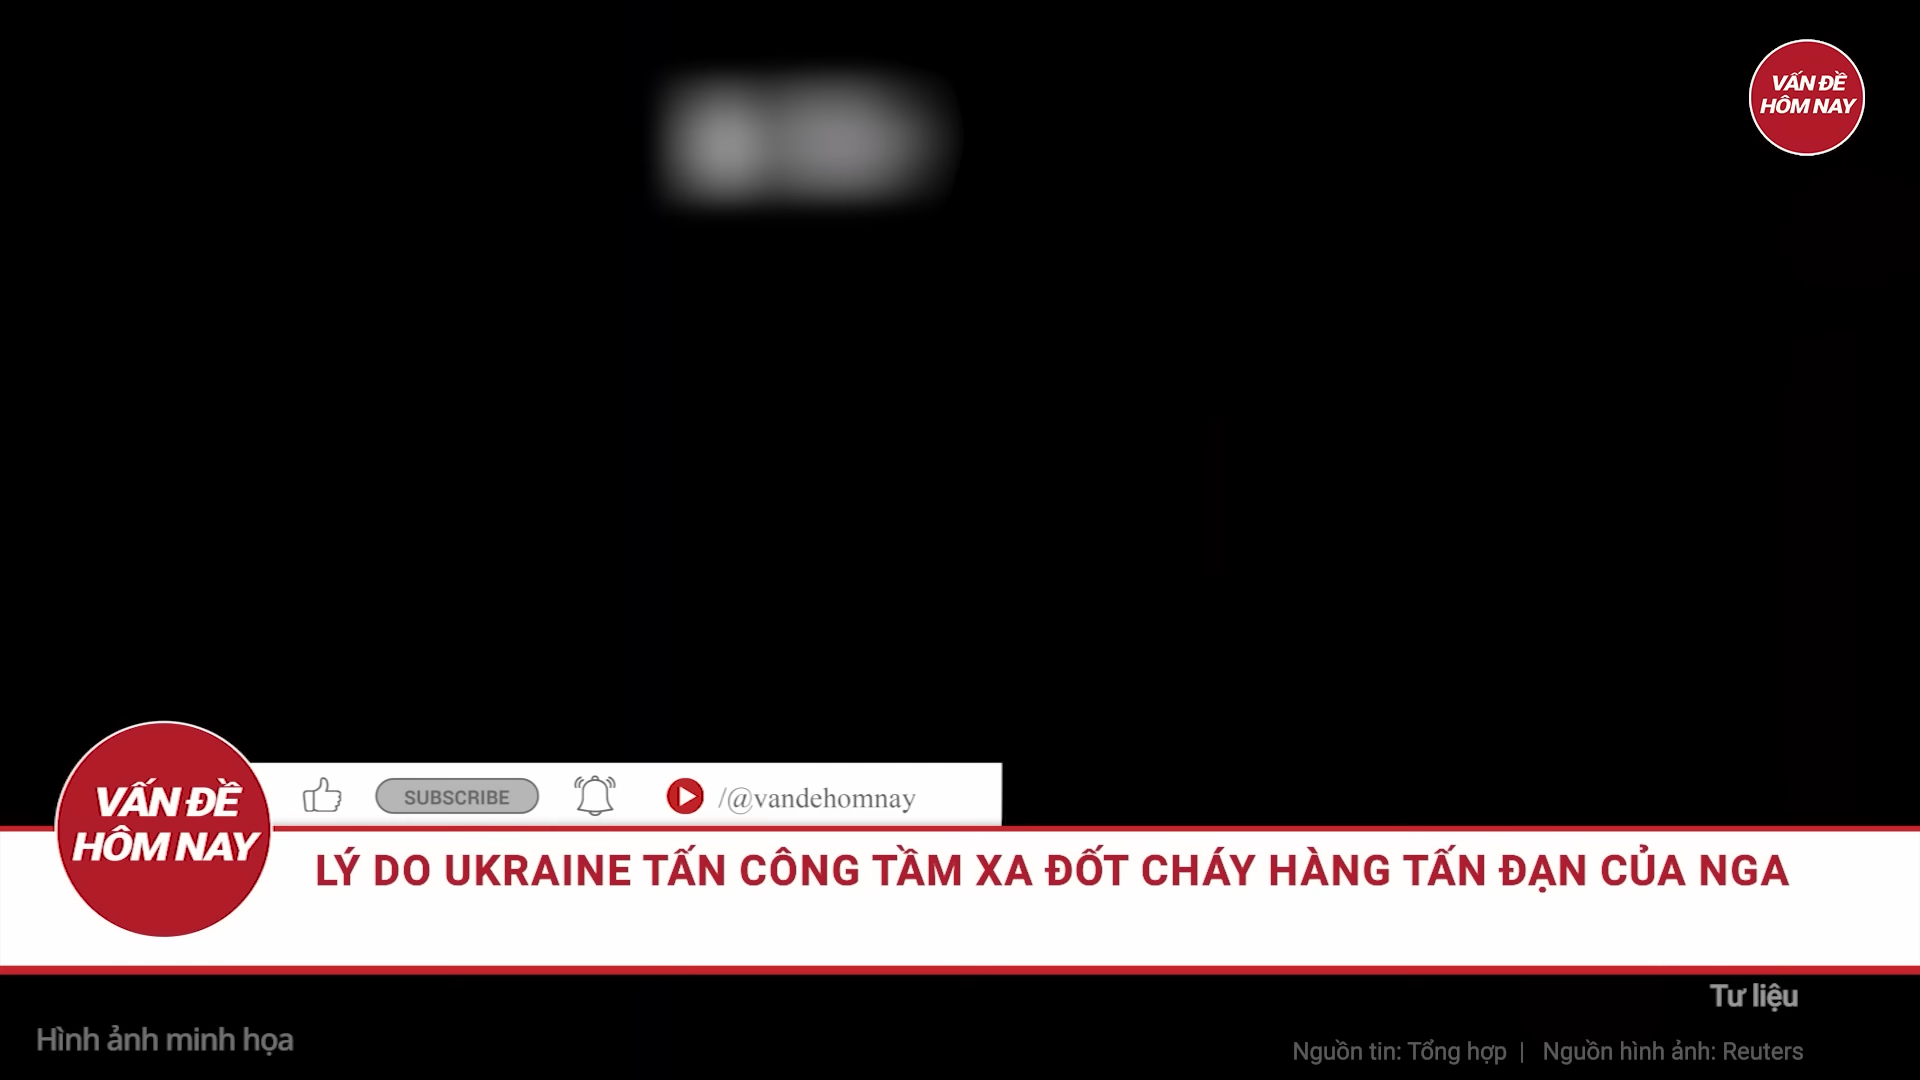 VẤN ĐỀ
HÔM NAY
VẤN ĐỀ
HÔM NAY
SUBSCRIBE
/@vandehomnay
LÝ DO UKRAINE TẤN CÔNG TẦM XA ĐỐT CHÁY HÀNG TẤN ĐẠN CỦA NGA
Tư liệu
Hình ảnh minh họa
Nguồn tin: Tổng hợp | Nguồn hình ảnh: Reuters